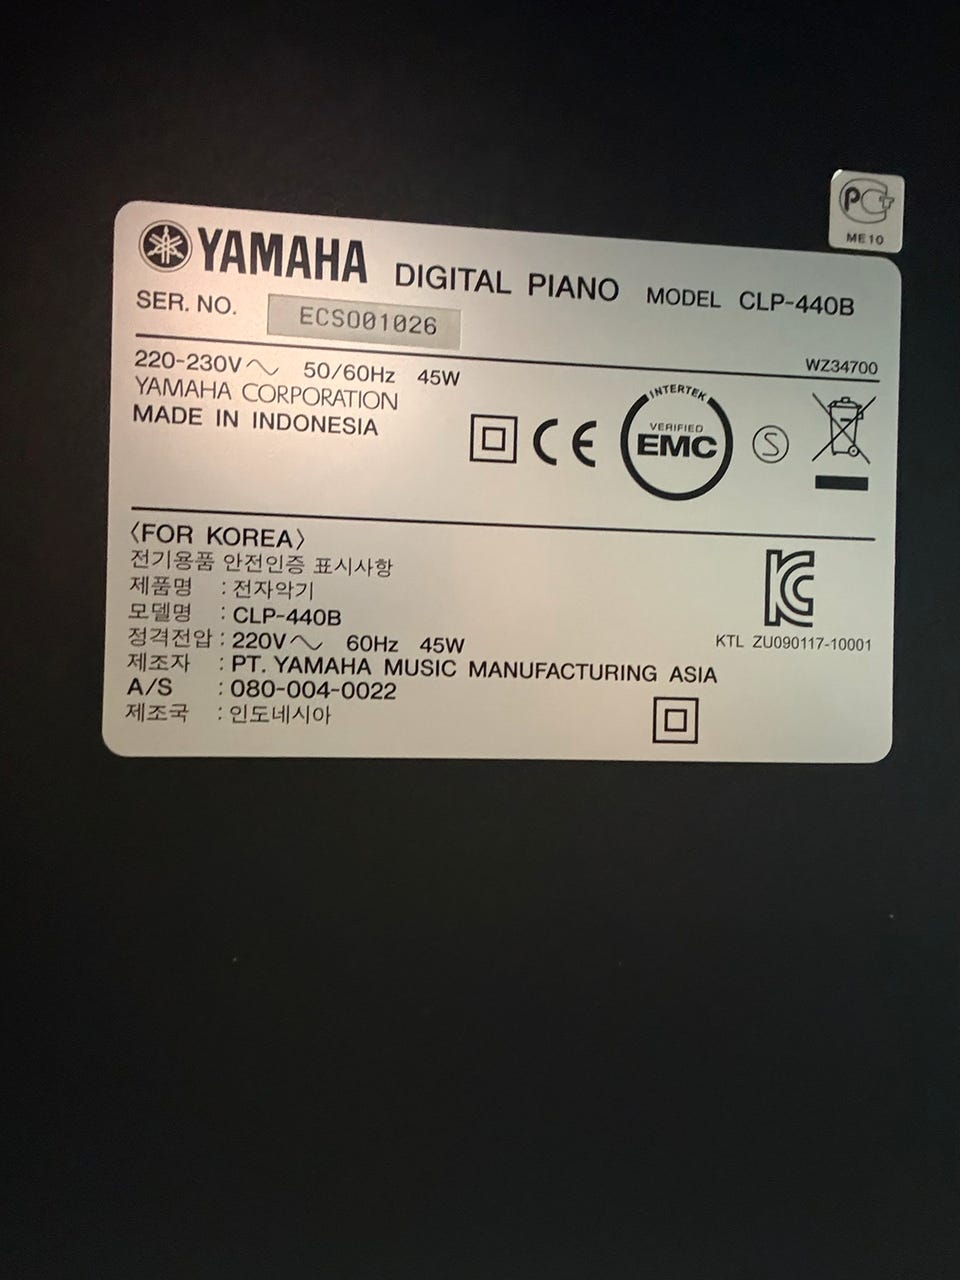 PCT
ME10
YAMAHA DIGITAL PIANO MODEL CLP-440B
SER. NO. ECSO01026
220-230V~ 50/60Hz 45W WZ34700
YAMAHA CORPORATION
MADE IN INDONESIA
CE
INTERTEK
VERIFIED
EMC
S
〈FOR KOREA〉
전기용품 안전인증 표시사항
제품명 : 전자악기
모델명 : CLP-440B
정격전압 : 220V~ 60Hz 45W
제조자 : PT. YAMAHA MUSIC MANUFACTURING ASIA
A/S : 080-004-0022
제조국 : 인도네시아
KC
KTL ZU090117-10001